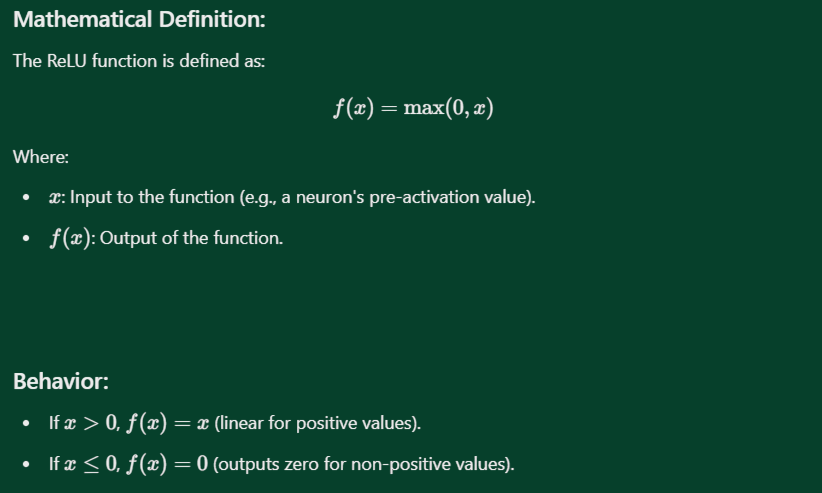 Mathematical Definition:
The ReLU function is defined as:
f(x) = max(0, x)
Where:
• x: Input to the function (e.g., a neuron's pre-activation value).
• f(x): Output of the function.
Behavior:
• If x > 0, f(x) = x (linear for positive values).
• If x ≤ 0, f(x) = 0 (outputs zero for non-positive values).